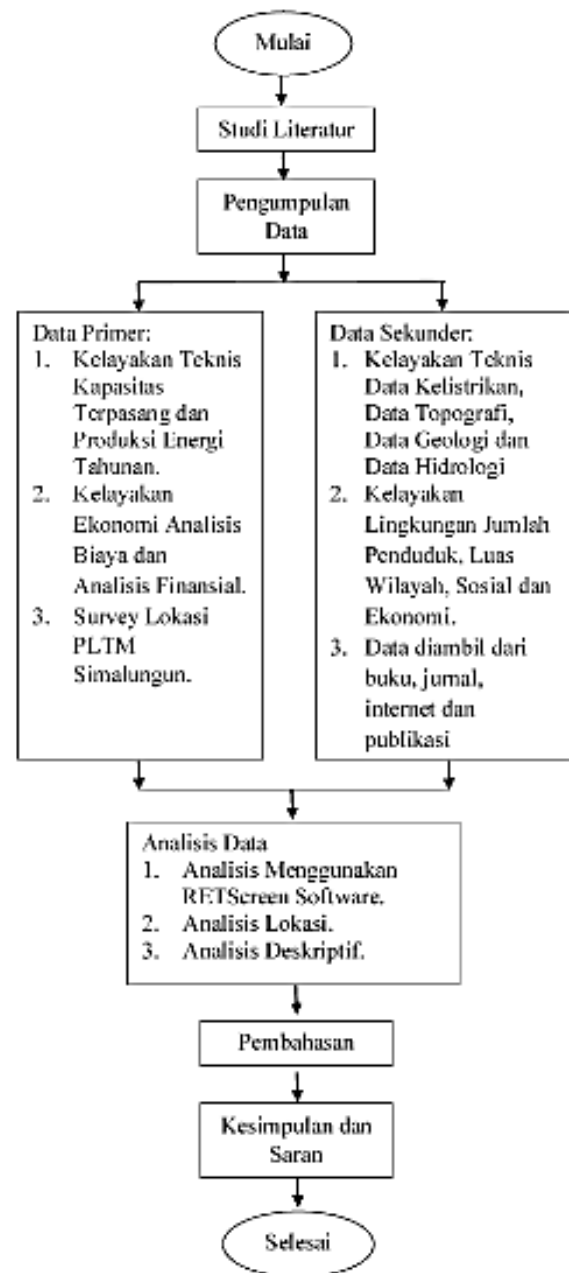 Mulai
Studi Literatur
Pengumpulan
Data
Data Primer:
1. Kelayakan Teknis
Kapasitas
Terpasang dan
Produksi Energi
Tahunan.
2. Kelayakan
Ekonomi Analisis
Biaya dan
Analisis Finansial.
3. Survey Lokasi
PLTM
Simalungun.
Data Sekunder:
1. Kelayakan Teknis
Data Kelistrikan,
Data Topografi,
Data Geologi dan
Data Hidrologi
2. Kelayakan
Lingkungan Jumlah
Penduduk, Luas
Wilayah, Sosial dan
Ekonomi.
3. Data diambil dari
buku, jurnal,
internet dan
publikasi
Analisis Data
1. Analisis Menggunakan
RETScreen Software.
2. Analisis Lokasi.
3. Analisis Deskriptif.
Pembahasan
Kesimpulan dan
Saran
Selesai